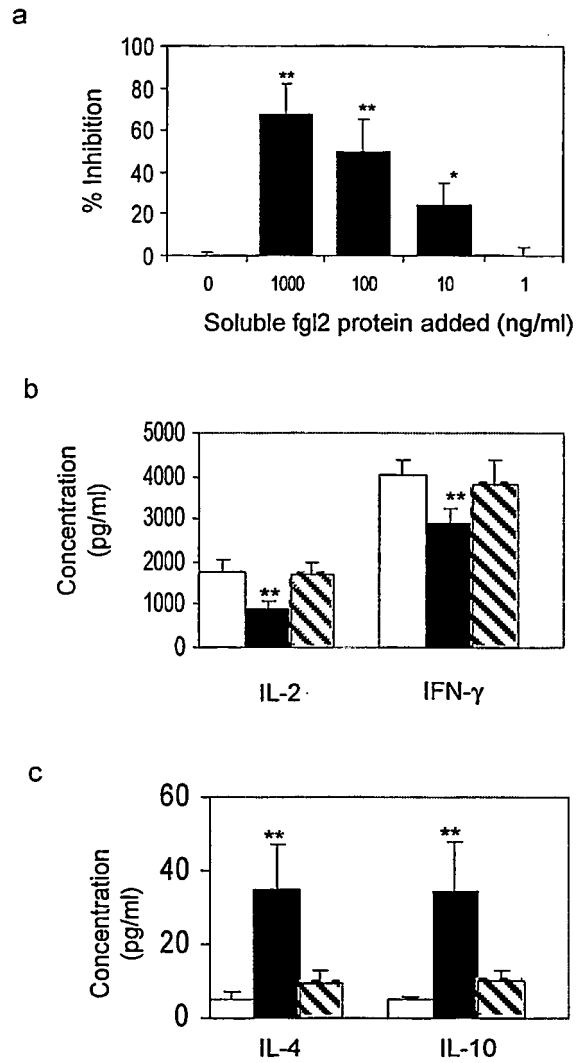 a
100
80
60
40
20
0
% Inhibition
** ** *
0 1000 100 10 1
Soluble fgl2 protein added (ng/ml)
b
5000
4000
3000
2000
1000
0
Concentration
(pg/ml)
** **
IL-2 IFN-γ
c
60
40
20
0
Concentration
(pg/ml)
** **
IL-4 IL-10